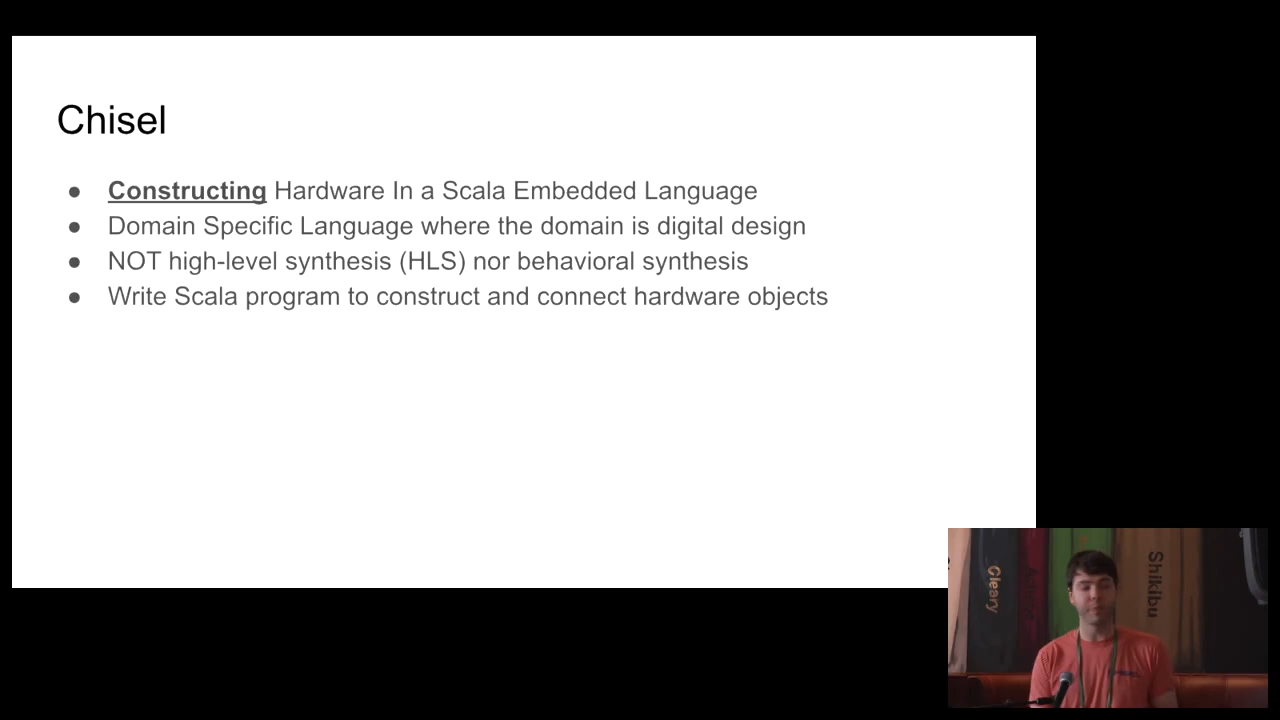 Chisel
● Constructing Hardware In a Scala Embedded Language
● Domain Specific Language where the domain is digital design
● NOT high-level synthesis (HLS) nor behavioral synthesis
● Write Scala program to construct and connect hardware objects
Cleary
Shikibu